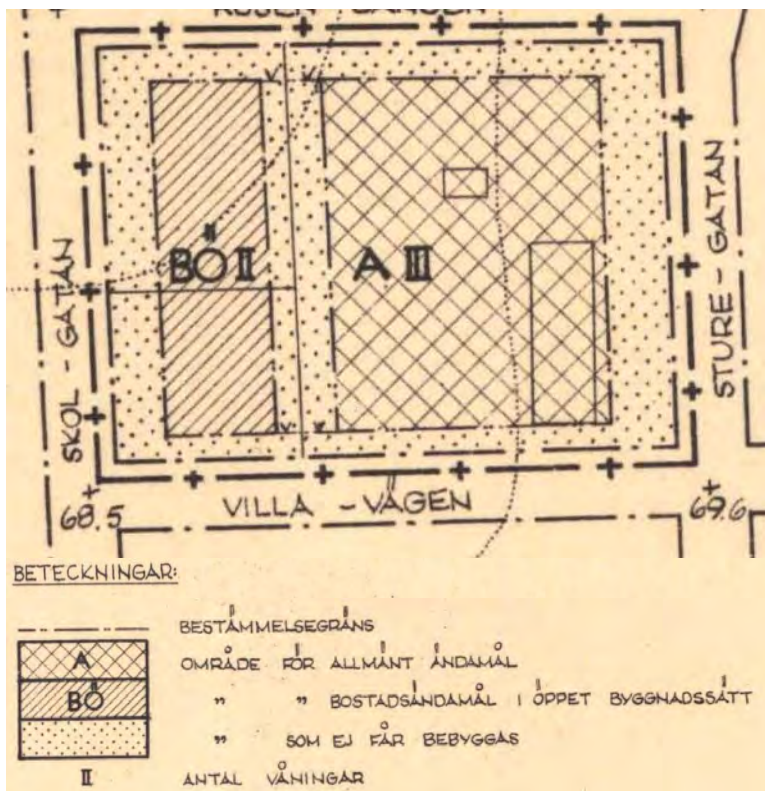 BÖ II
A III
SKOL - GATAN
STURE - GATAN
VILLA - VÄGEN
68.5
69.6
BETECKNINGAR:
BESTÄMMELSEGRÄNS
A OMRÅDE FÖR ALLMÄNT ÄNDAMÅL
BÖ " " BOSTADSÄNDAMÅL I ÖPPET BYGGNADSSÄTT
" SOM EJ FÅR BEBYGGAS
II ANTAL VÅNINGAR